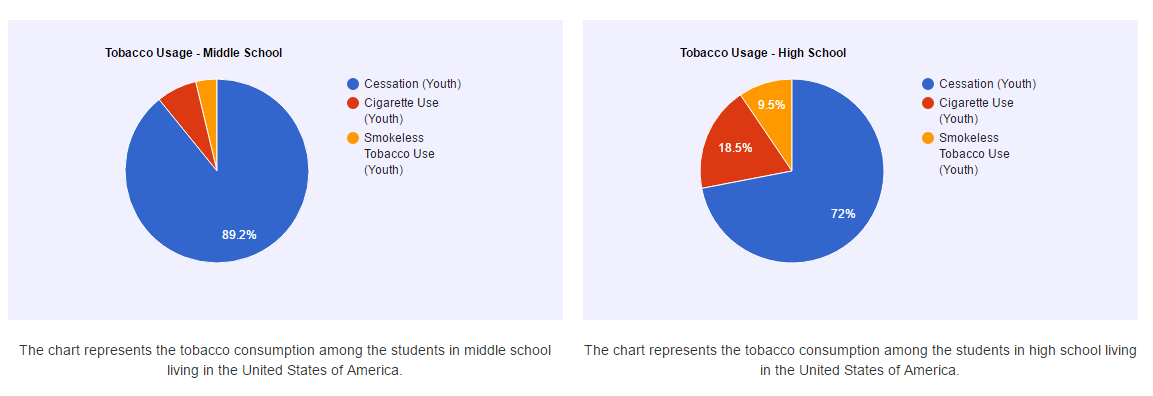 Tobacco Usage - Middle School
Cessation (Youth)
Cigarette Use
(Youth)
Smokeless
Tobacco Use
(Youth)
89.2%
The chart represents the tobacco consumption among the students in middle school
living in the United States of America.
Tobacco Usage - High School
Cessation (Youth)
Cigarette Use
(Youth)
Smokeless
Tobacco Use
(Youth)
9.5%
18.5%
72%
The chart represents the tobacco consumption among the students in high school living
in the United States of America.